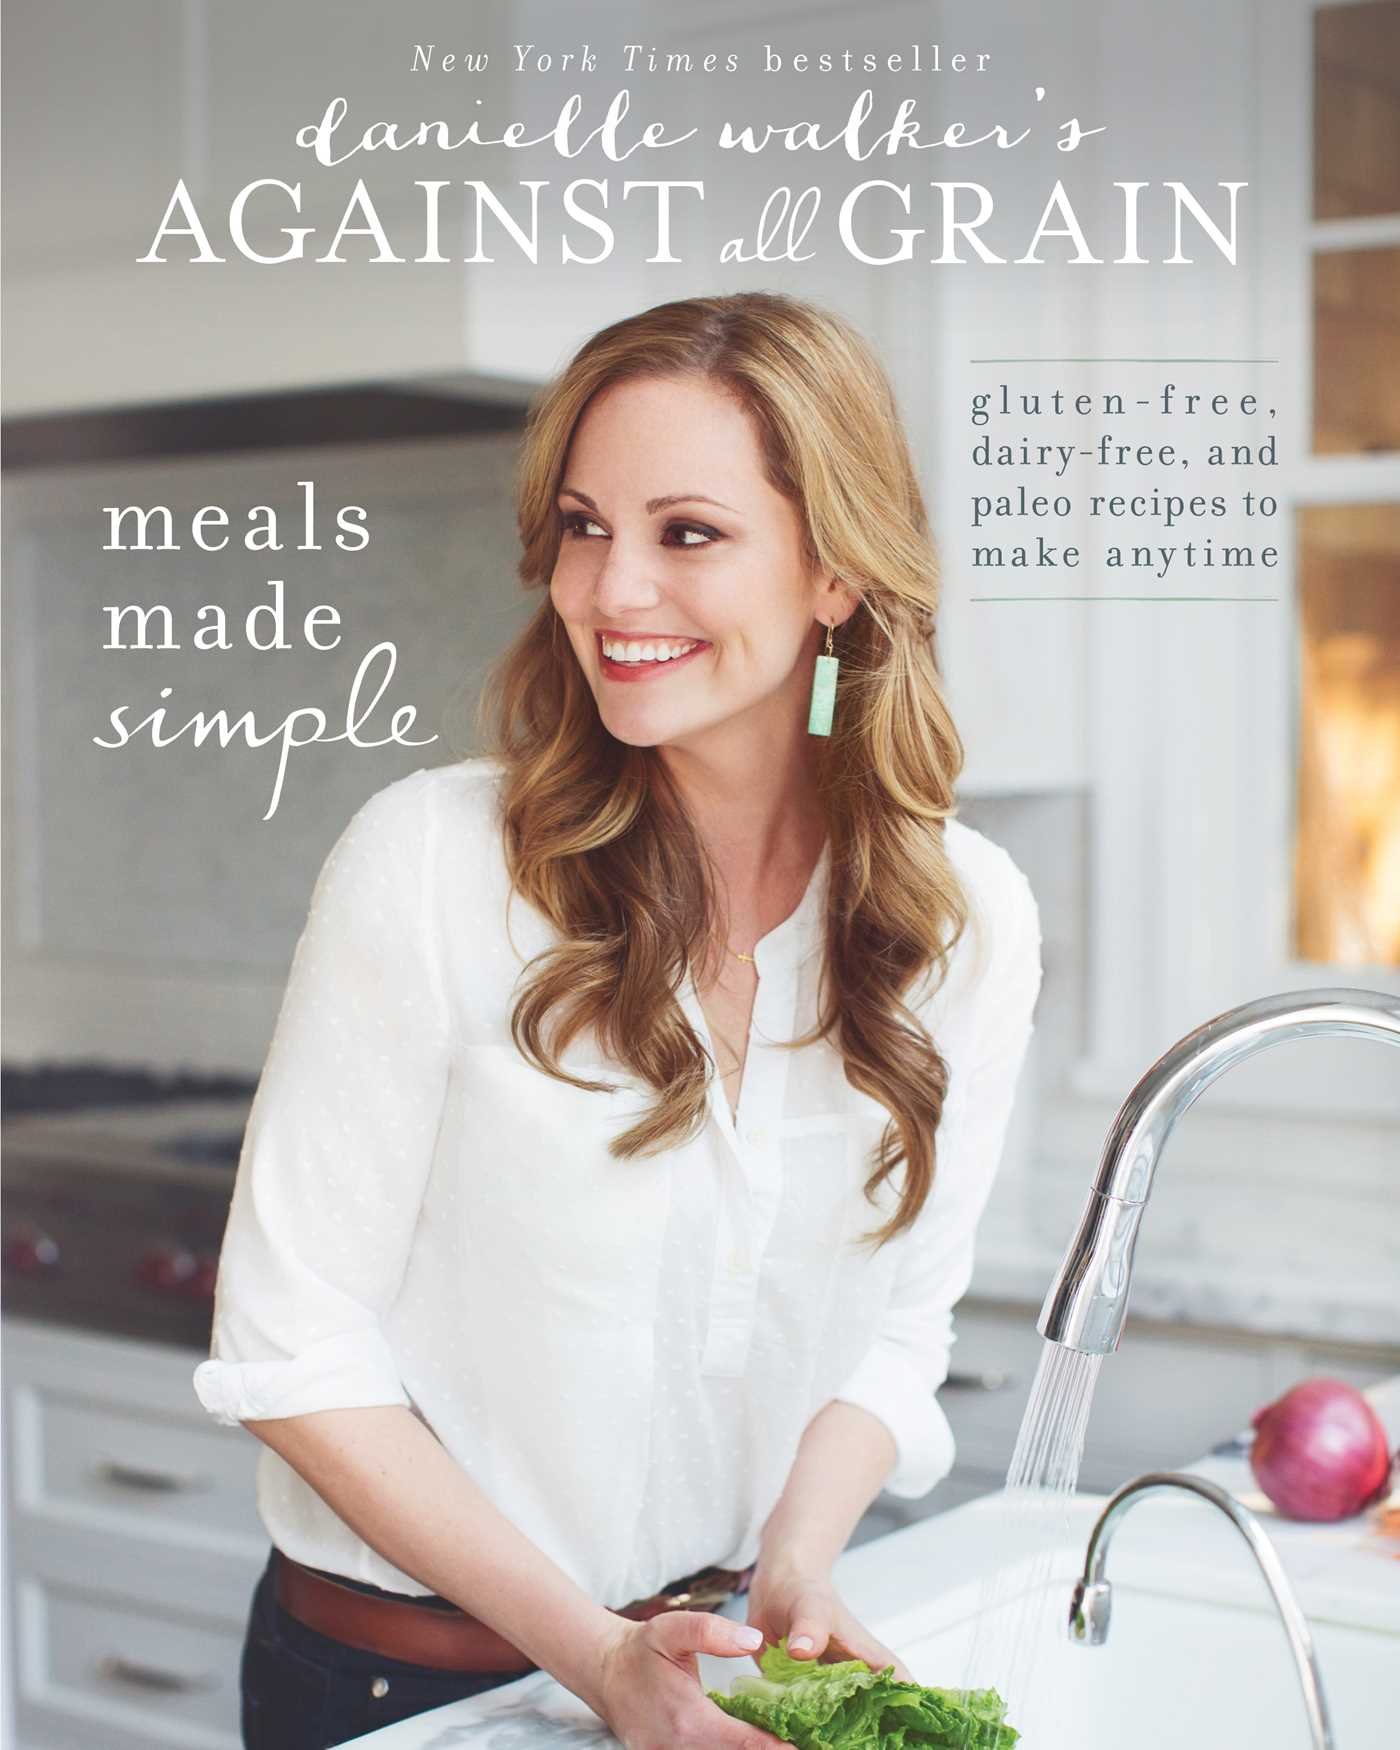 New York Times bestseller
danielle walker's
AGAINST all GRAIN
meals
made
simple
gluten-free,
dairy-free, and
paleo recipes to
make anytime